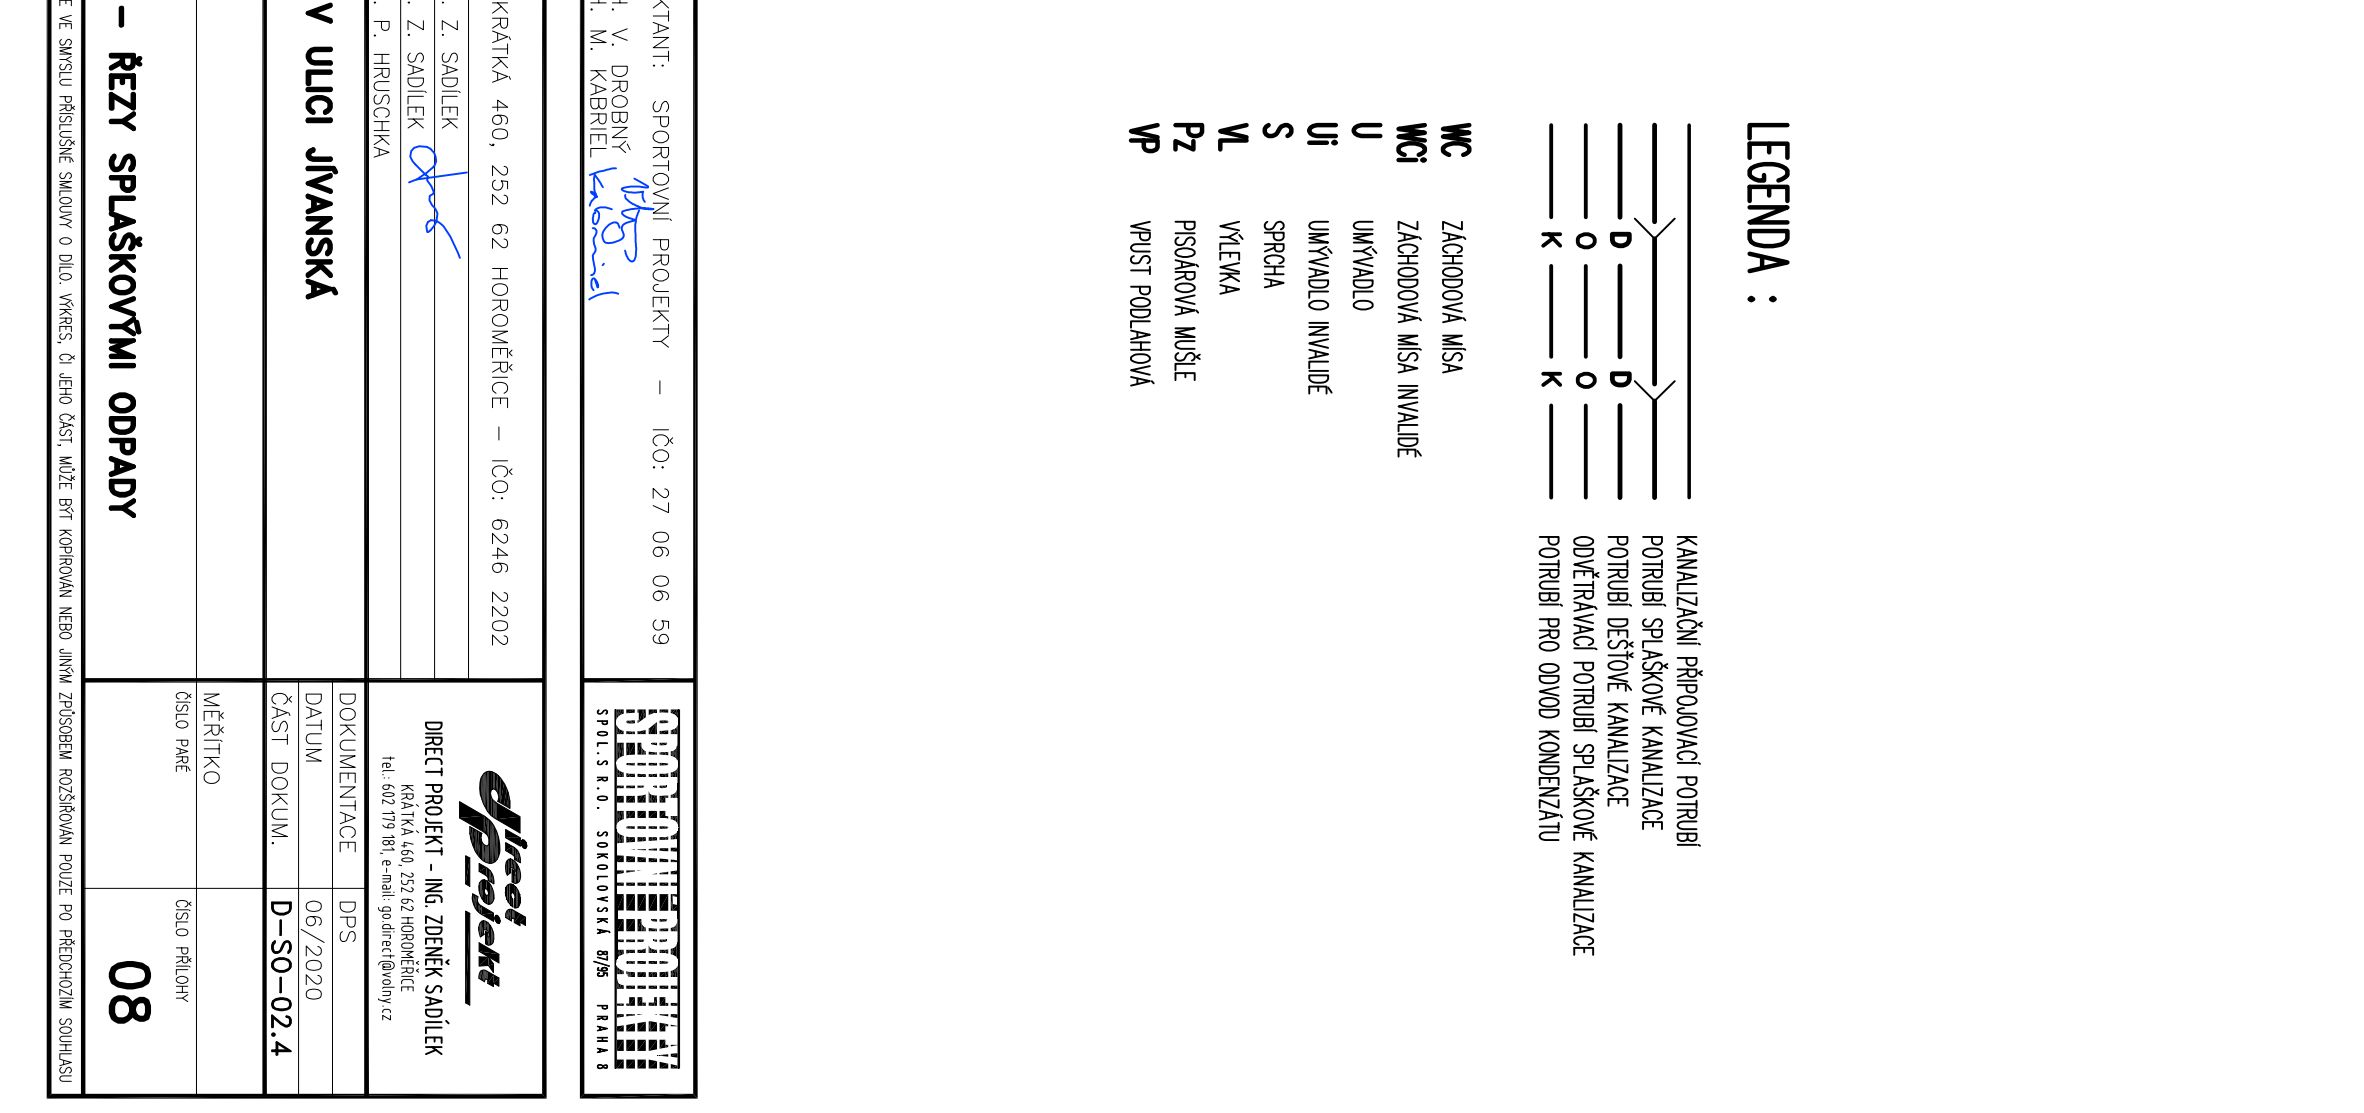 LEGENDA :
KANALIZAČNÍ PŘIPOJOVACÍ POTRUBÍ
POTRUBÍ SPLAŠKOVÉ KANALIZACE
D D POTRUBÍ DEŠŤOVÉ KANALIZACE
O O ODVĚTRÁVACÍ POTRUBÍ SPLAŠKOVÉ KANALIZACE
K K POTRUBÍ PRO ODVOD KONDENZÁTU
WC ZÁCHODOVÁ MÍSA
WCi ZÁCHODOVÁ MÍSA INVALIDÉ
U UMÝVADLO
Ui UMÝVADLO INVALIDÉ
S SPRCHA
VL VÝLEVKA
Pz PISOÁROVÁ MUŠLE
VP VPUST PODLAHOVÁ
KTANT: SPORTOVNÍ PROJEKTY – IČO: 27 06 06 59
. V. DROBNÝ
. M. KABRIEL
SPORTOVNÍ PROJEKTY
SPOL.S R.O. SOKOLOVSKÁ 87/95 PRAHA 8
KRÁTKÁ 460, 252 62 HOROMĚŘICE – IČO: 6246 2202
. Z. SADÍLEK
. Z. SADÍLEK
. P. HRUSCHKA
direct
projekt
DIRECT PROJEKT - ING. ZDENĚK SADÍLEK
KRÁTKÁ 460, 252 62 HOROMĚŘICE
tel.: 602 179 181, e-mail: go.direct@volny.cz
V ULICI JÍVANSKÁ
DOKUMENTACE DPS
DATUM 06/2020
ČÁST DOKUM. D–SO–02.4
MĚŘÍTKO
– ŘEZY SPLAŠKOVÝMI ODPADY
ČÍSLO PARÉ
ČÍSLO PŘÍLOHY
08
E VE SMYSLU PŘÍSLUŠNÉ SMLOUVY O DÍLO. VÝKRES, ČI JEHO ČÁST, MŮŽE BÝT KOPÍROVÁN NEBO JINÝM ZPŮSOBEM ROZŠIŘOVÁN POUZE PO PŘEDCHOZÍM SOUHLASU